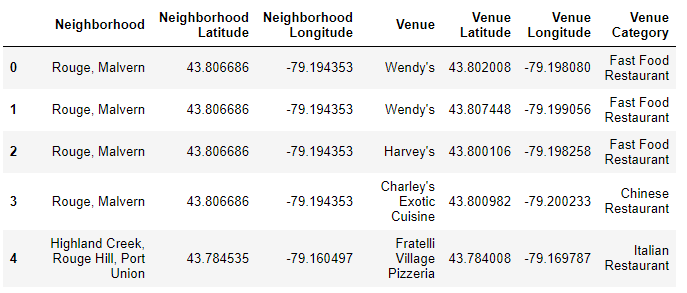 Neighborhood Neighborhood Latitude Neighborhood Longitude Venue Venue Latitude Venue Longitude Venue Category
0 Rouge, Malvern 43.806686 -79.194353 Wendy's 43.802008 -79.198080 Fast Food Restaurant
1 Rouge, Malvern 43.806686 -79.194353 Wendy's 43.807448 -79.199056 Fast Food Restaurant
2 Rouge, Malvern 43.806686 -79.194353 Harvey's 43.800106 -79.198258 Fast Food Restaurant
3 Rouge, Malvern 43.806686 -79.194353 Charley's Exotic Cuisine 43.800982 -79.200233 Chinese Restaurant
4 Highland Creek, Rouge Hill, Port Union 43.784535 -79.160497 Fratelli Village Pizzeria 43.784008 -79.169787 Italian Restaurant